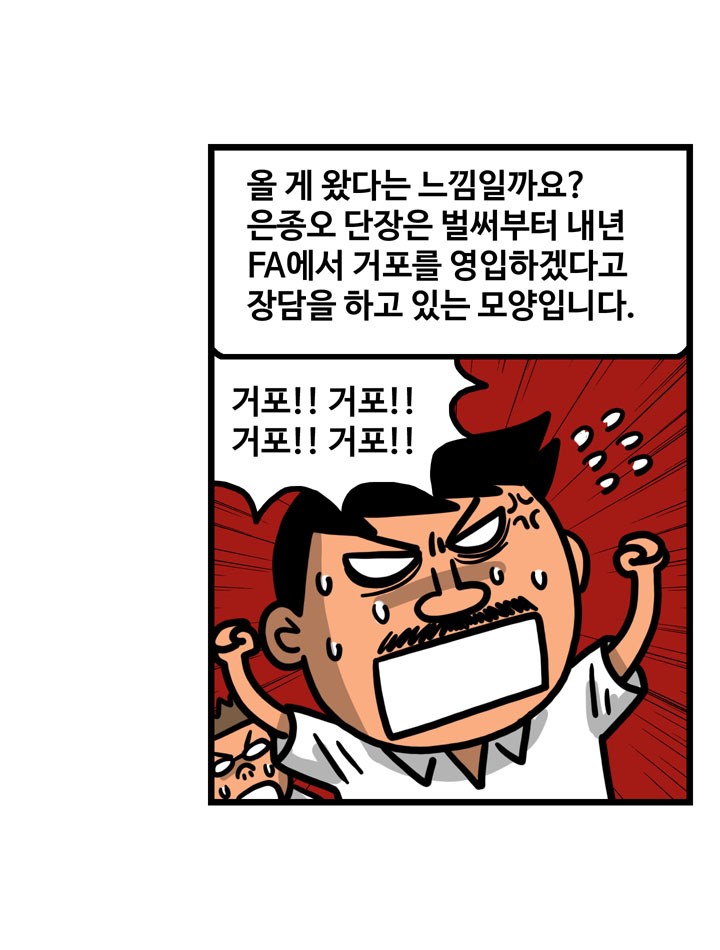 올 게 왔다는 느낌일까요?
은종오 단장은 벌써부터 내년
FA에서 거포를 영입하겠다고
장담을 하고 있는 모양입니다.
거포!! 거포!!
거포!! 거포!!